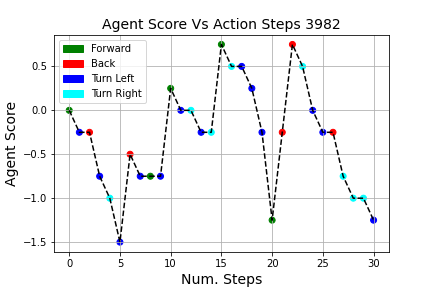 Agent Score Vs Action Steps 3982
Forward
Back
Turn Left
Turn Right
Agent Score
0.5
0.0
−0.5
−1.0
−1.5
0 5 10 15 20 25 30
Num. Steps